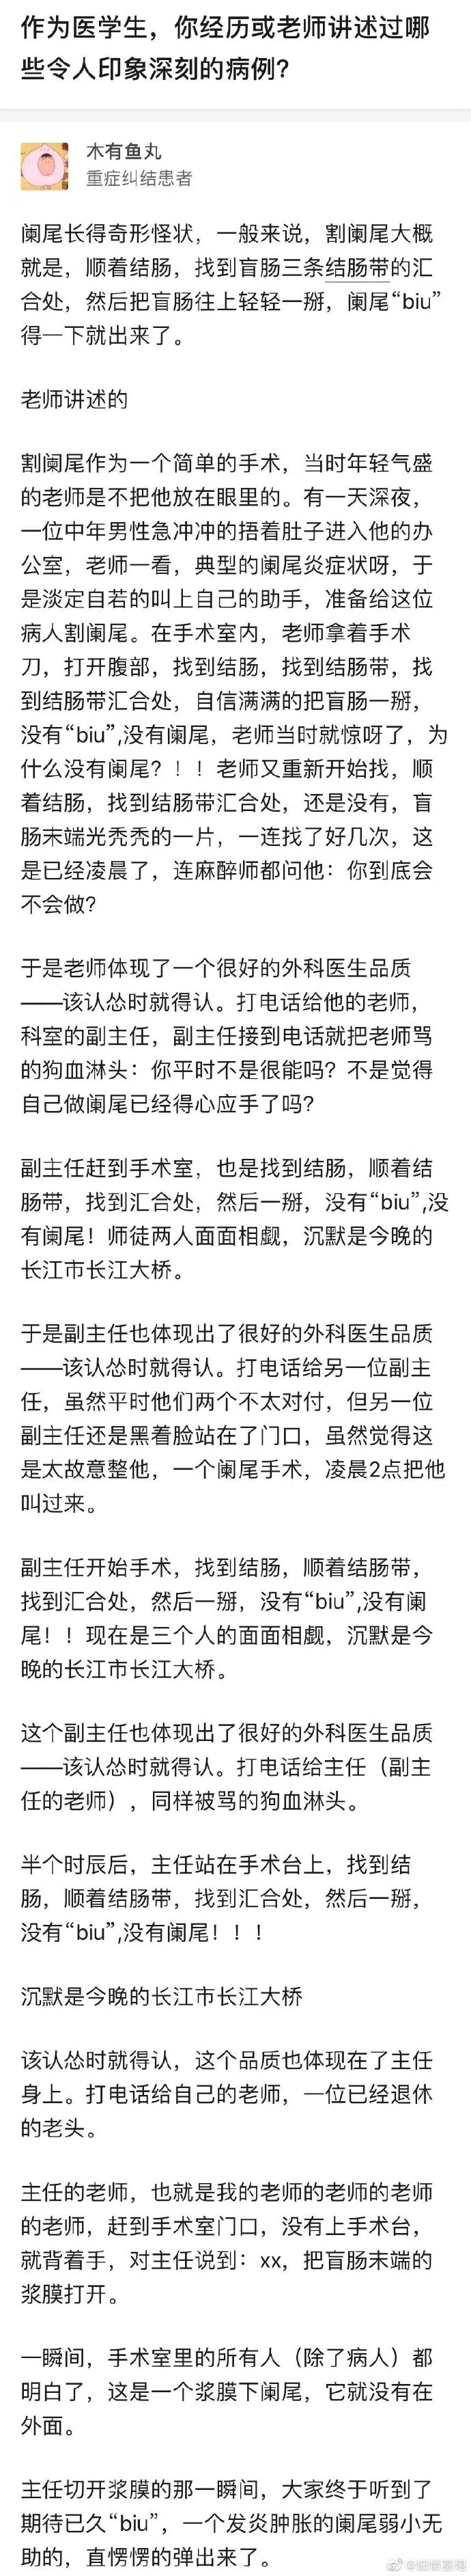 作为医学生，你经历或老师讲述过哪
些令人印象深刻的病例?
木有鱼丸
重症纠结患者
阑尾长得奇形怪状，一般来说，割阑尾大概
就是，顺着结肠，找到盲肠三条结肠带的汇
合处，然后把盲肠往上轻轻一掰，阑尾“biu”
得一下就出来了。
老师讲述的
割阑尾作为一个简单的手术，当时年轻气盛
的老师是不把他放在眼里的。有一天深夜，
一位中年男性急冲冲的捂着肚子进入他的办
公室，老师一看，典型的阑尾炎症状呀，于
是淡定自若的叫上自己的助手，准备给这位
病人割阑尾。在手术室内，老师拿着手术
刀，打开腹部，找到结肠，找到结肠带，找
到结肠带汇合处，自信满满的把盲肠一掰，
没有“biu”,没有阑尾，老师当时就惊呀了，为
什么没有阑尾？！！老师又重新开始找，顺
着结肠，找到结肠带汇合处，还是没有，盲
肠末端光秃秃的一片，一连找了好几次，这
是已经凌晨了，连麻醉师都问他：你到底会
不会做?
于是老师体现了一个很好的外科医生品质
——该认怂时就得认。打电话给他的老师，
科室的副主任，副主任接到电话就把老师骂
的狗血淋头：你平时不是很能吗？不是觉得
自己做阑尾已经得心应手了吗?
副主任赶到手术室，也是找到结肠，顺着结
肠带，找到汇合处，然后一掰，没有“biu”,没
有阑尾！师徒两人面面相觑，沉默是今晚的
长江市长江大桥。
于是副主任也体现出了很好的外科医生品质
——该认怂时就得认。打电话给另一位副主
任，虽然平时他们两个不太对付，但另一位
副主任还是黑着脸站在了门口，虽然觉得这
是太故意整他，一个阑尾手术，凌晨2点把他
叫过来。
副主任开始手术，找到结肠，顺着结肠带，
找到汇合处，然后一掰，没有“biu”,没有阑
尾！！现在是三个人的面面相觑，沉默是今
晚的长江市长江大桥。
这个副主任也体现出了很好的外科医生品质
——该认怂时就得认。打电话给主任（副主
任的老师），同样被骂的狗血淋头。
半个时辰后，主任站在手术台上，找到结
肠，顺着结肠带，找到汇合处，然后一掰，
没有“biu”,没有阑尾！！！
沉默是今晚的长江市长江大桥
该认怂时就得认，这个品质也体现在了主任
身上。打电话给自己的老师，一位已经退休
的老头。
主任的老师，也就是我的老师的老师的老师
的老师，赶到手术室门口，没有上手术台，
就背着手，对主任说到：xx，把盲肠末端的
浆膜打开。
一瞬间，手术室里的所有人（除了病人）都
明白了，这是一个浆膜下阑尾，它就没有在
外面。
主任切开浆膜的那一瞬间，大家终于听到了
期待已久“biu”，一个发炎肿胀的阑尾弱小无
助的，直愣愣的弹出来了。